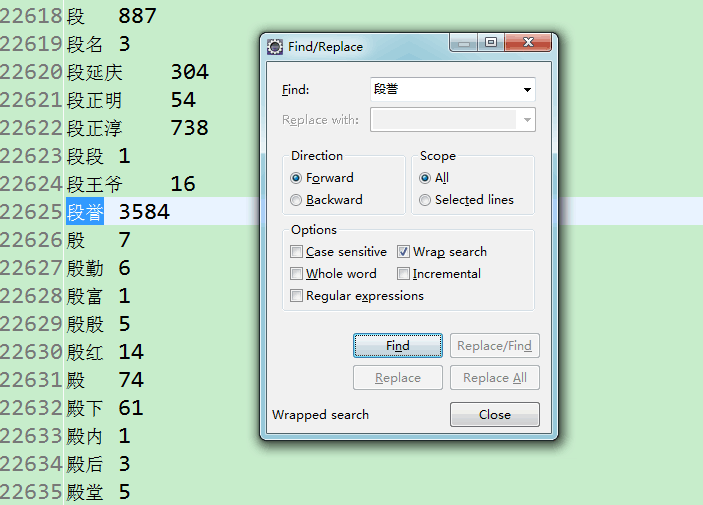 22618 段 887
22619 段名 3
22620 段延庆 304
22621 段正明 54
22622 段正淳 738
22623 段段 1
22624 段王爷 16
22625 段誉 3584
22626 殷 7
22627 殷勤 6
22628 殷富 1
22629 殷殷 5
22630 殷红 14
22631 殿 74
22632 殿下 61
22633 殿内 1
22634 殿后 3
22635 殿堂 5
Find/Replace
Find: 段誉
Replace with:
Direction
Forward
Backward
Scope
All
Selected lines
Options
Case sensitive
Wrap search
Whole word
Incremental
Regular expressions
Find
Replace/Find
Replace
Replace All
Wrapped search
Close